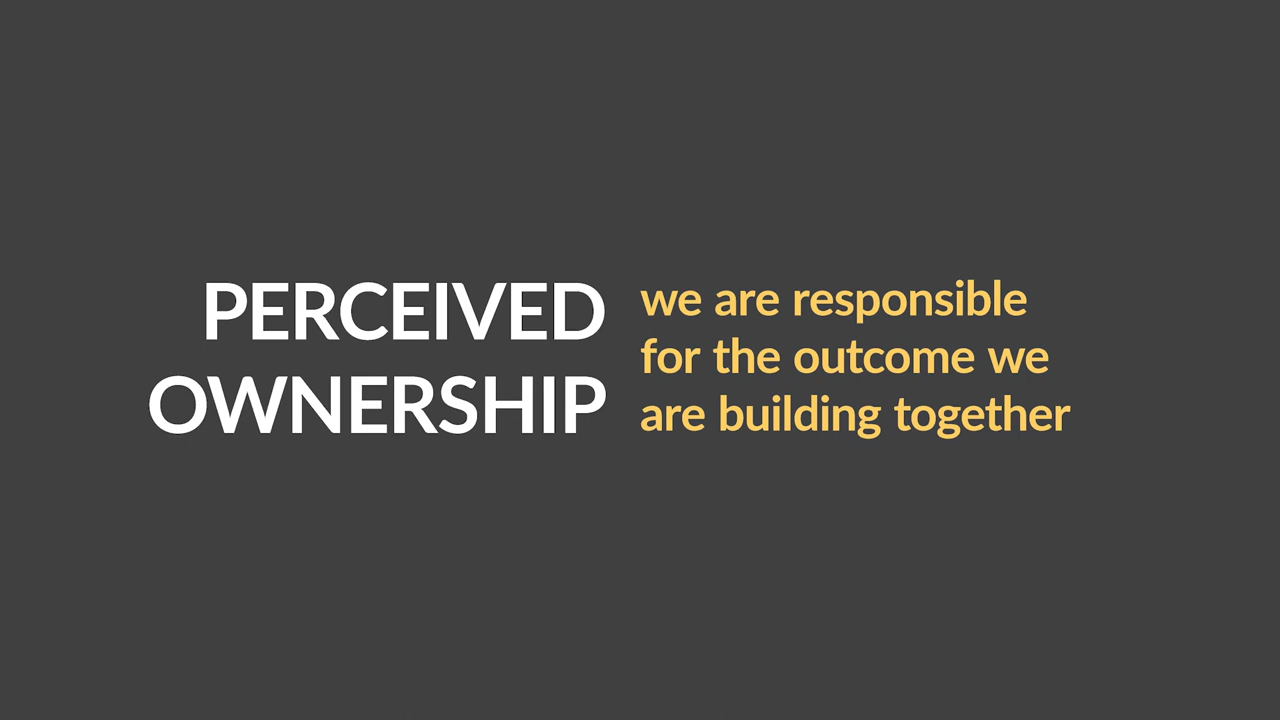 PERCEIVED
OWNERSHIP
we are responsible
for the outcome we
are building together